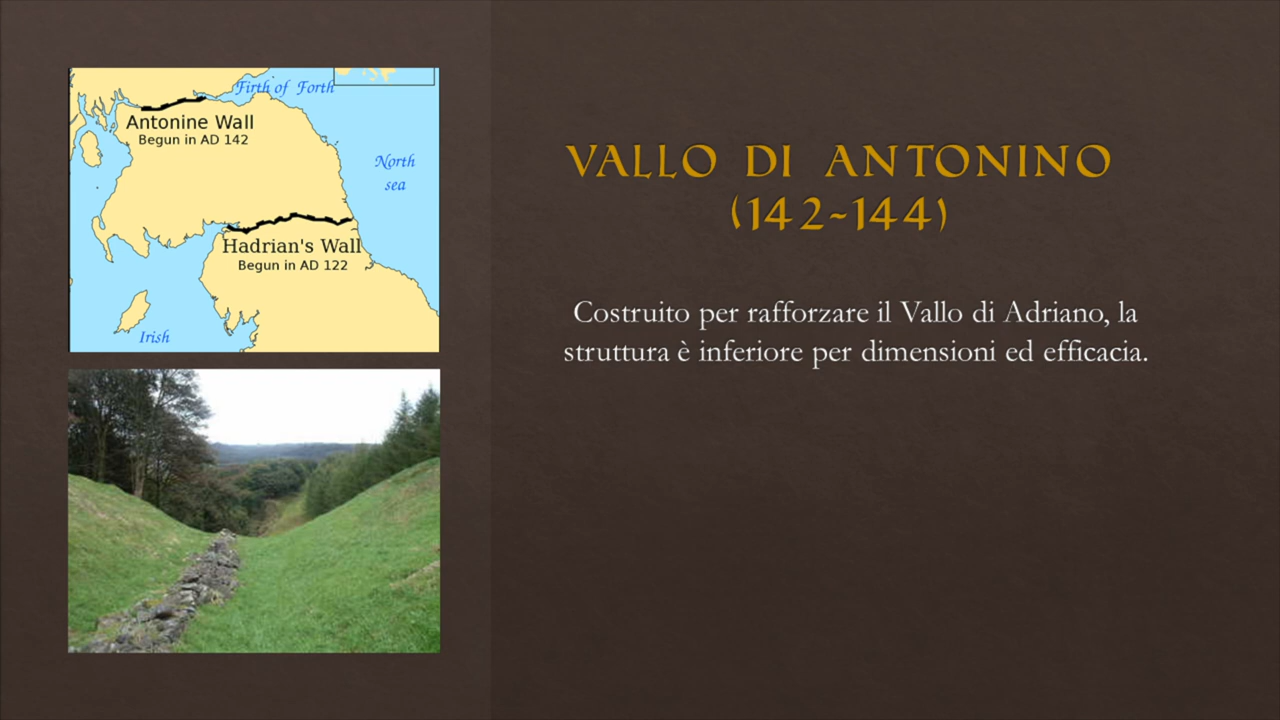 Firth of Forth
Antonine Wall
Begun in AD 142
North
sea
Hadrian's Wall
Begun in AD 122
Irish
VALLO DI ANTONINO
(142-144)
Costruito per rafforzare il Vallo di Adriano, la
struttura è inferiore per dimensioni ed efficacia.